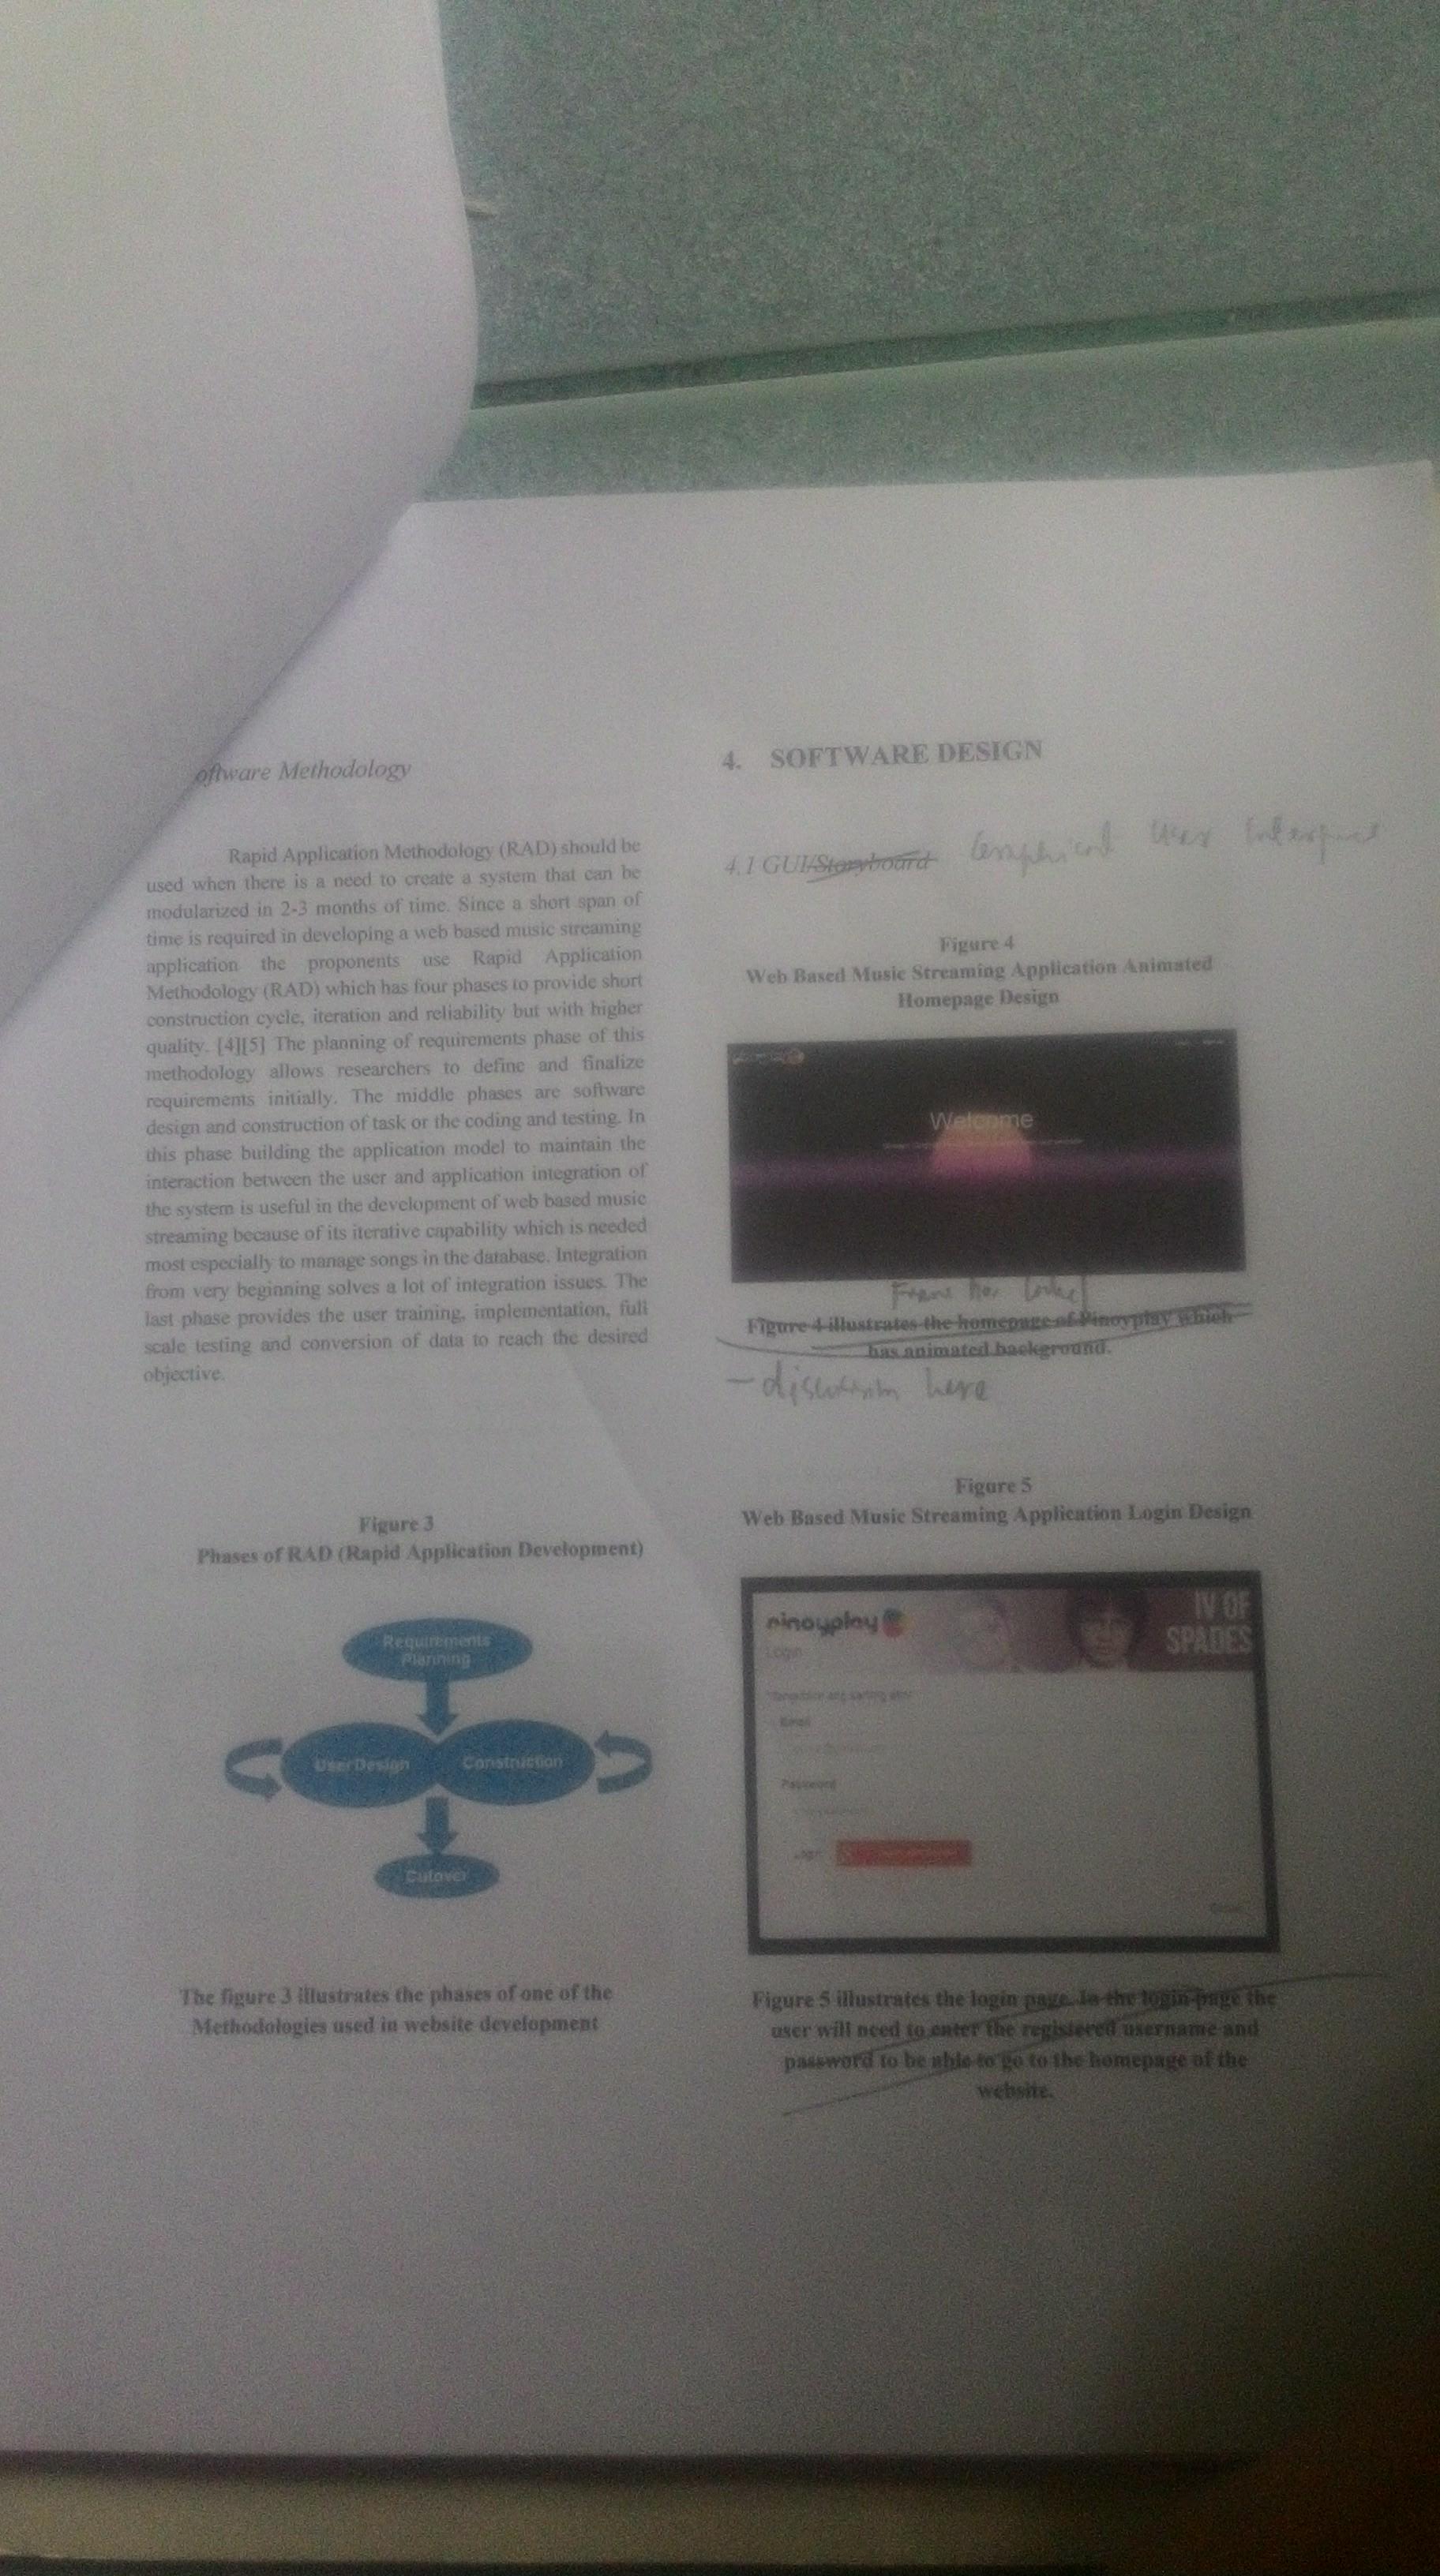 oftware Methodology
Rapid Application Methodology (RAD) should be
used when there is a need to create a system that can be
modularized in 2-3 months of time. Since a short span of
time is required in developing a web based music streaming
application the proponents use Rapid Application
Methodology (RAD) which has four phases to provide short
construction cycle, iteration and reliability but with higher
quality. [4][5] The planning of requirements phase of this
methodology allows researchers to define and finalize
requirements initially. The middle phases are software
design and construction of task or the coding and testing. In
this phase building the application model to maintain the
interaction between the user and application integration of
the system is useful in the development of web based music
streaming because of its iterative capability which is needed
most especially to manage songs in the database. Integration
from very beginning solves a lot of integration issues. The
last phase provides the user training, implementation, full
scale testing and conversion of data to reach the desired
objective.
Figure 3
Phases of RAD (Rapid Application Development)
Requirements
Planning
User Design
Construction
Cutover
The figure 3 illustrates the phases of one of the
Methodologies used in website development
4. SOFTWARE DESIGN
4.1 GUI/Storyboard Graphical User Interface
Figure 4
Web Based Music Streaming Application Animated
Homepage Design
Welcome
Figure 4 illustrates the homepage of Pinoyplay which
has animated background.
– discussion here
Figure 5
Web Based Music Streaming Application Login Design
pinoyplay
IV OF
SPADES
Login
Email
Password
Figure 5 illustrates the login page. In the login page the
user will need to enter the registered username and
password to be able to go to the homepage of the
website.